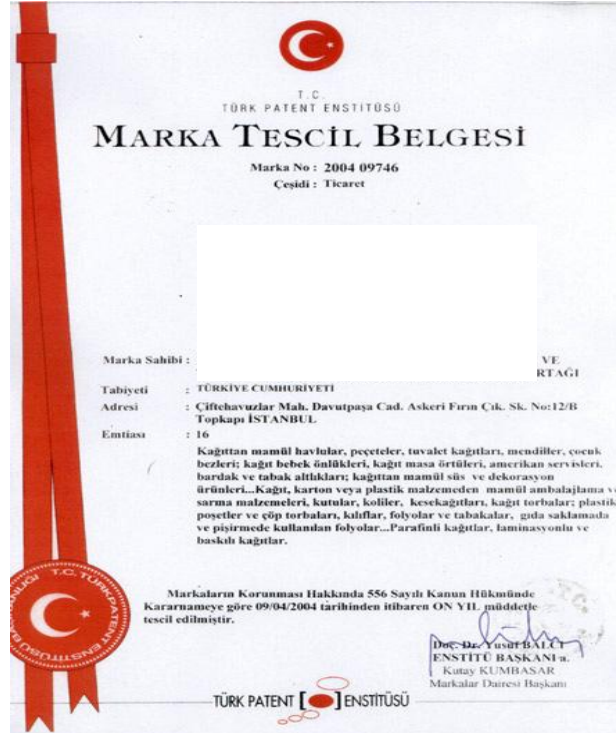 T.C.
TÜRK PATENT ENSTİTÜSÜ
MARKA TESCİL BELGESİ
Marka No : 2004 09746
Çeşidi : Ticaret
Marka Sahibi : VE
RTAĞI
Tabiyeti : TÜRKİYE CUMHURİYETİ
Adresi : Çiftehavuzlar Mah. Davutpaşa Cad. Askeri Fırın Çık. Sk. No:12/B
Topkapı İSTANBUL
Emtiası : 16
Kağıttan mamül havlular, peçeteler, tuvalet kağıtları, mendiller, çocuk
bezleri; kağıt bebek önlükleri, kağıt masa örtüleri, amerikan servisleri,
bardak ve tabak altlıkları; kağıttan mamül süs ve dekorasyon
ürünleri...Kağıt, karton veya plastik malzemeden mamül ambalajlama ve
sarma malzemeleri, kutular, koliler, kesekağıtları, kağıt torbalar; plastik
poşetler ve çöp torbaları, kılıflar, folyolar ve tabakalar, gıda saklamada
ve pişirmede kullanılan folyolar...Parafinli kağıtlar, laminasyonlu ve
baskılı kağıtlar.
Markaların Korunması Hakkında 556 Sayılı Kanun Hükmünde
Kararnameye göre 09/04/2004 tarihinden itibaren ON YIL müddetle
tescil edilmiştir.
Doç. Dr. Yusuf BALCI
ENSTİTÜ BAŞKANI a.
Kutay KUMBASAR
Markalar Dairesi Başkanı
T.C. TÜRK PATENT ENSTİTÜSÜ
TÜRK PATENT [ ] ENSTİTÜSÜ